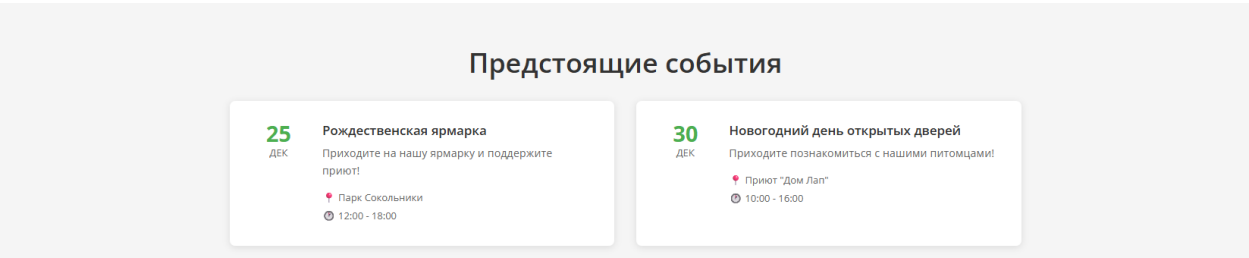 Предстоящие события
25
ДЕК
Рождественская ярмарка
Приходите на нашу ярмарку и поддержите
приют!
Парк Сокольники
12:00 - 18:00
30
ДЕК
Новогодний день открытых дверей
Приходите познакомиться с нашими питомцами!
Приют "Дом Лап"
10:00 - 16:00